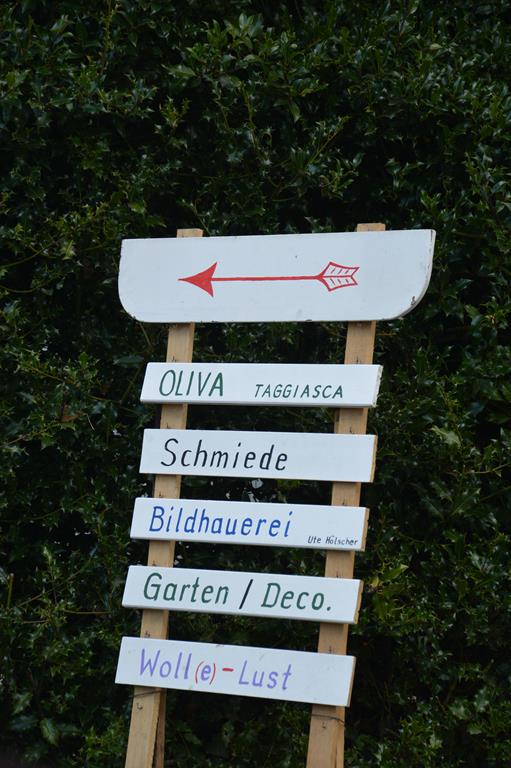 OLIVA TAGGIASCA
Schmiede
Bildhauerei Ute Hölscher
Garten / Deco.
Woll(e)-Lust